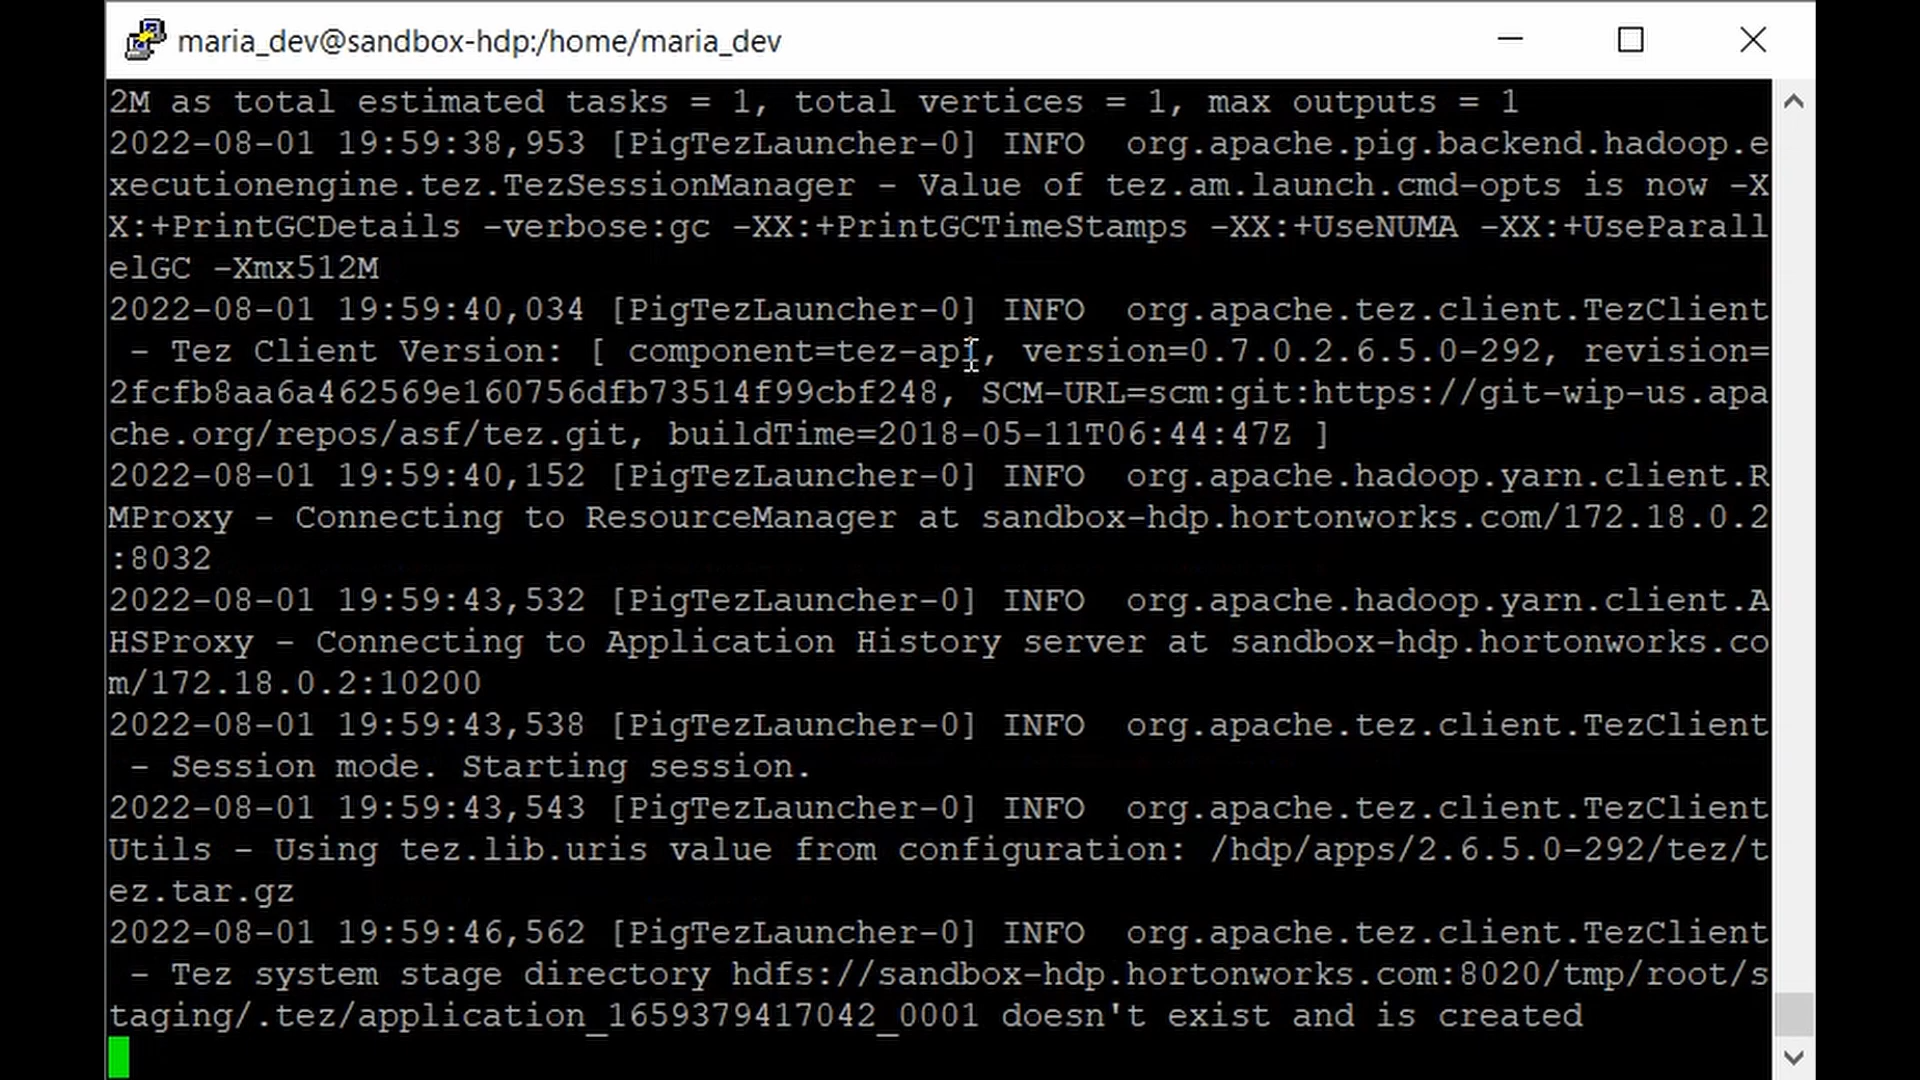 maria_dev@sandbox-hdp:/home/maria_dev
2M as total estimated tasks = 1, total vertices = 1, max outputs = 1
2022-08-01 19:59:38,953 [PigTezLauncher-0] INFO  org.apache.pig.backend.hadoop.e
xecutionengine.tez.TezSessionManager - Value of tez.am.launch.cmd-opts is now -X
X:+PrintGCDetails -verbose:gc -XX:+PrintGCTimeStamps -XX:+UseNUMA -XX:+UseParall
elGC -Xmx512M
2022-08-01 19:59:40,034 [PigTezLauncher-0] INFO  org.apache.tez.client.TezClient
 - Tez Client Version: [ component=tez-api, version=0.7.0.2.6.5.0-292, revision=
2fcfb8aa6a462569e160756dfb73514f99cbf248, SCM-URL=scm:git:https://git-wip-us.apa
che.org/repos/asf/tez.git, buildTime=2018-05-11T06:44:47Z ]
2022-08-01 19:59:40,152 [PigTezLauncher-0] INFO  org.apache.hadoop.yarn.client.R
MProxy - Connecting to ResourceManager at sandbox-hdp.hortonworks.com/172.18.0.2
:8032
2022-08-01 19:59:43,532 [PigTezLauncher-0] INFO  org.apache.hadoop.yarn.client.A
HSProxy - Connecting to Application History server at sandbox-hdp.hortonworks.co
m/172.18.0.2:10200
2022-08-01 19:59:43,538 [PigTezLauncher-0] INFO  org.apache.tez.client.TezClient
 - Session mode. Starting session.
2022-08-01 19:59:43,543 [PigTezLauncher-0] INFO  org.apache.tez.client.TezClient
Utils - Using tez.lib.uris value from configuration: /hdp/apps/2.6.5.0-292/tez/t
ez.tar.gz
2022-08-01 19:59:46,562 [PigTezLauncher-0] INFO  org.apache.tez.client.TezClient
 - Tez system stage directory hdfs://sandbox-hdp.hortonworks.com:8020/tmp/root/s
taging/.tez/application_1659379417042_0001 doesn't exist and is created